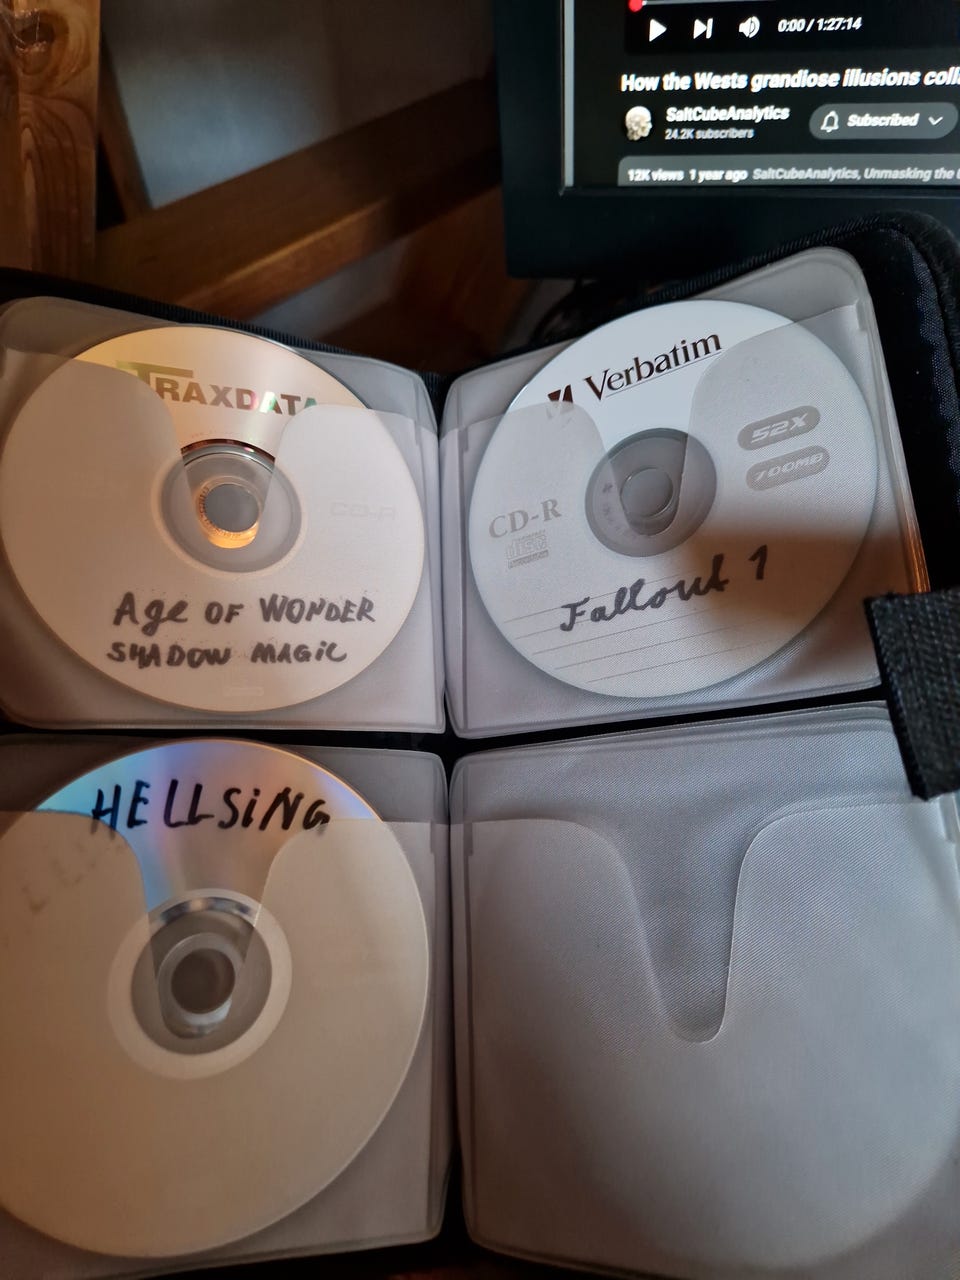 0:00 / 1:27:14
How the Wests grandiose illusions
SaltCubeAnalytics
24.2K subscribers
Subscribed
12K views 1 year ago SaltCubeAnalytics, Unmasking the
TRAXDATA
CD-R
Age OF WONDER
SHADOW MAGIC
Verbatim
52X
700MB
CD-R
Fallout 1
HELLSiNG